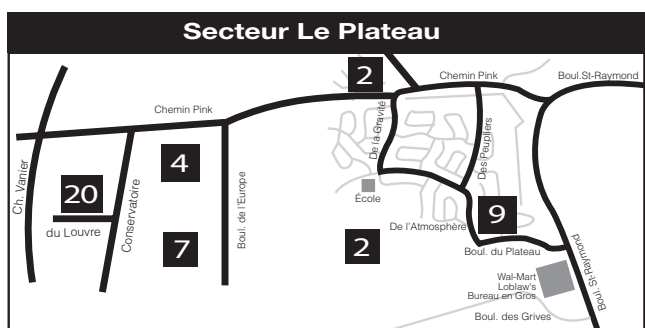 Secteur Le Plateau
2
Chemin Pink
Boul.St-Raymond
Chemin Pink
De la Gravité
Des Peupliers
4
Ch. Vanier
20
Conservatoire
Boul. de l'Europe
École
9
du Louvre
De l'Atmosphère
7
2
Boul. du Plateau
Boul. St-Raymond
Wal-Mart
Loblaw's
Bureau en Gros
Boul. des Grives